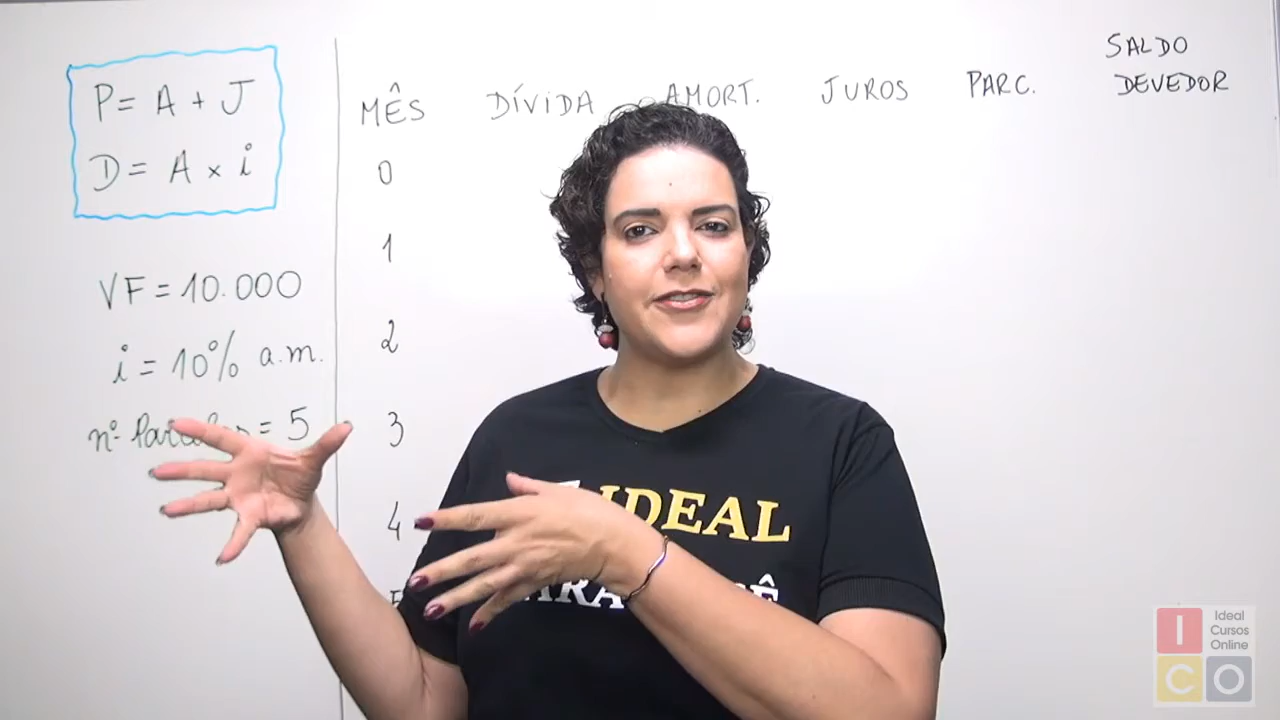 P = A + J
D = A × i
VF = 10.000
i = 10% a.m.
nº = 5
MÊS DÍVIDA AMORT. JUROS PARC. SALDO DEVEDOR
0
1
2
3
4
IDEAL
Ideal
Cursos
Online
I
C O